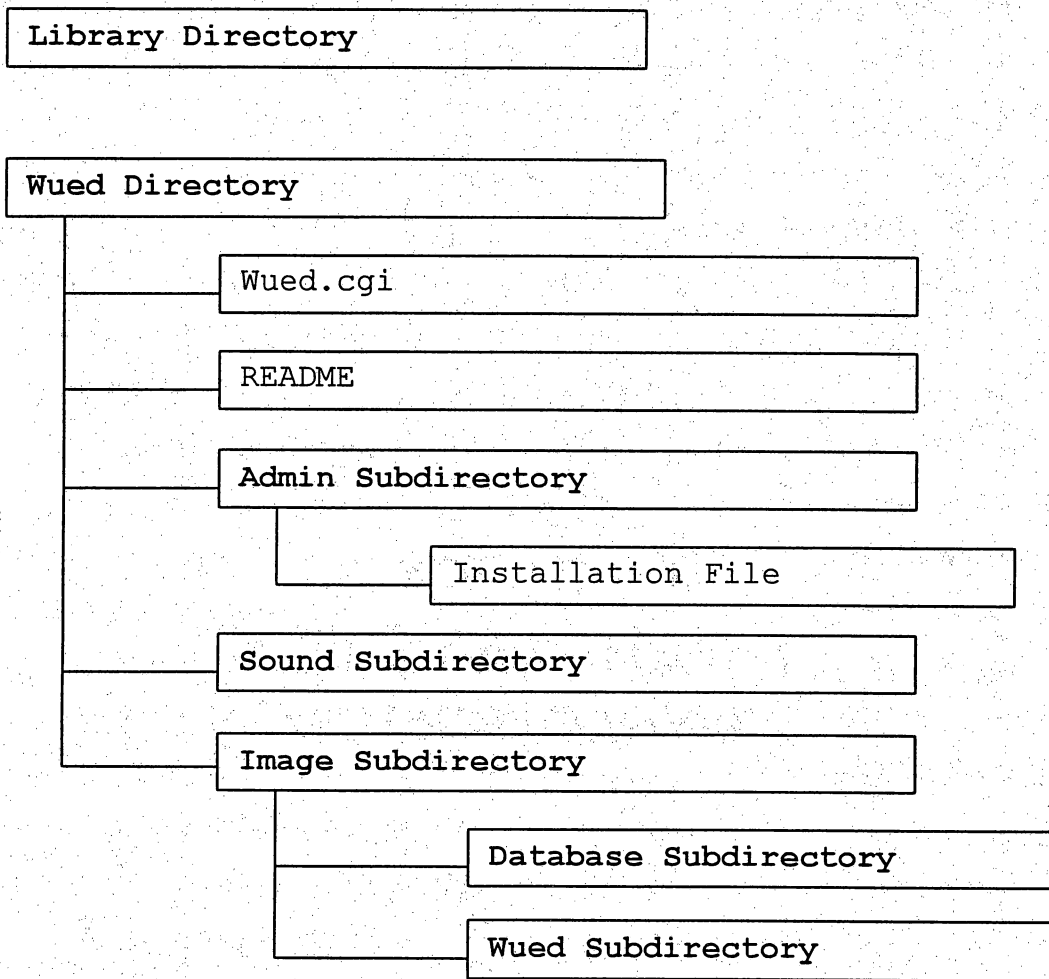 Library Directory
Wued Directory
Wued.cgi
README
Admin Subdirectory
Installation File
Sound Subdirectory
Image Subdirectory
Database Subdirectory
Wued Subdirectory